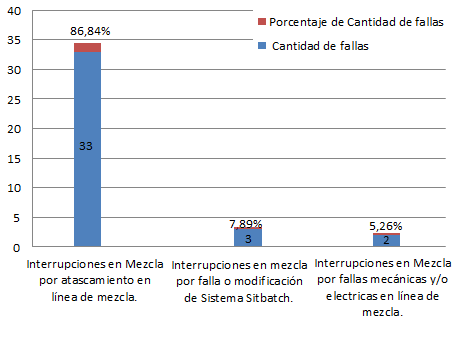 40
35
30
25
20
15
10
5
0
86,84%
33
7,89%
3
5,26%
2
Porcentaje de Cantidad de fallas
Cantidad de fallas
Interrupciones en Mezcla
por atascamiento en
línea de mezcla.
Interrupciones en mezcla
por falla o modificación
de Sistema Sitbatch.
Interrupciones en Mezcla
por fallas mecánicas y/o
electricas en línea de
mezcla.